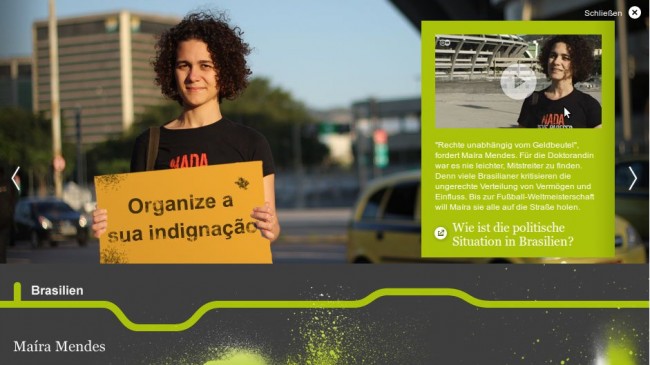 Schließen
NADA
Organize a
sua indignação
NADA
"Rechte unabhängig vom Geldbeutel",
fordert Maíra Mendes. Für die Doktorandin
war es nie leichter, Mitstreiter zu finden.
Denn viele Brasilianer kritisieren die
ungerechte Verteilung von Vermögen und
Einfluss. Bis zur Fußball-Weltmeisterschaft
will Maíra sie alle auf die Straße holen.
Wie ist die politische
Situation in Brasilien?
Brasilien
Maíra Mendes